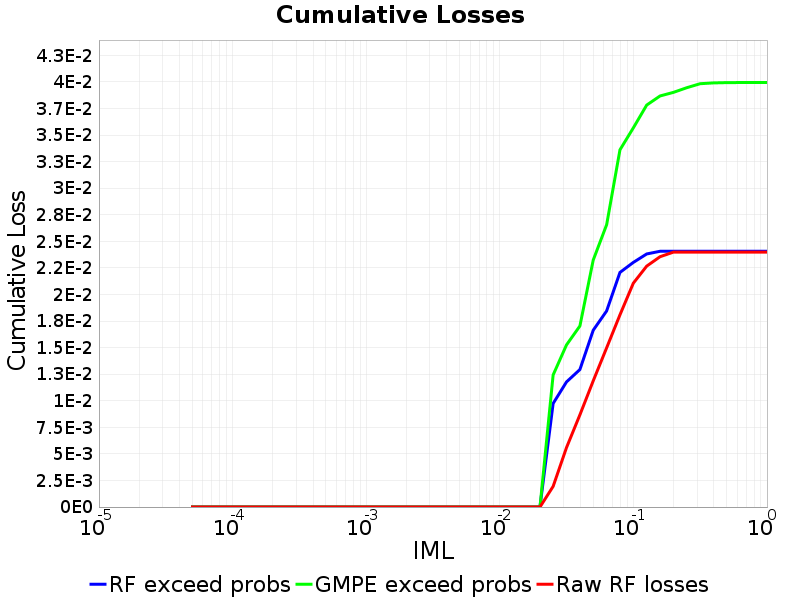 Cumulative Losses
4.3E-2
4E-2
3.7E-2
3.5E-2
3.3E-2
3E-2
2.8E-2
2.5E-2
2.2E-2
2E-2
1.8E-2
1.5E-2
1.3E-2
1E-2
7.5E-3
5E-3
2.5E-3
0E0
Cumulative Loss
10^-5 10^-4 10^-3 10^-2 10^-1 10^0
IML
RF exceed probs GMPE exceed probs Raw RF losses